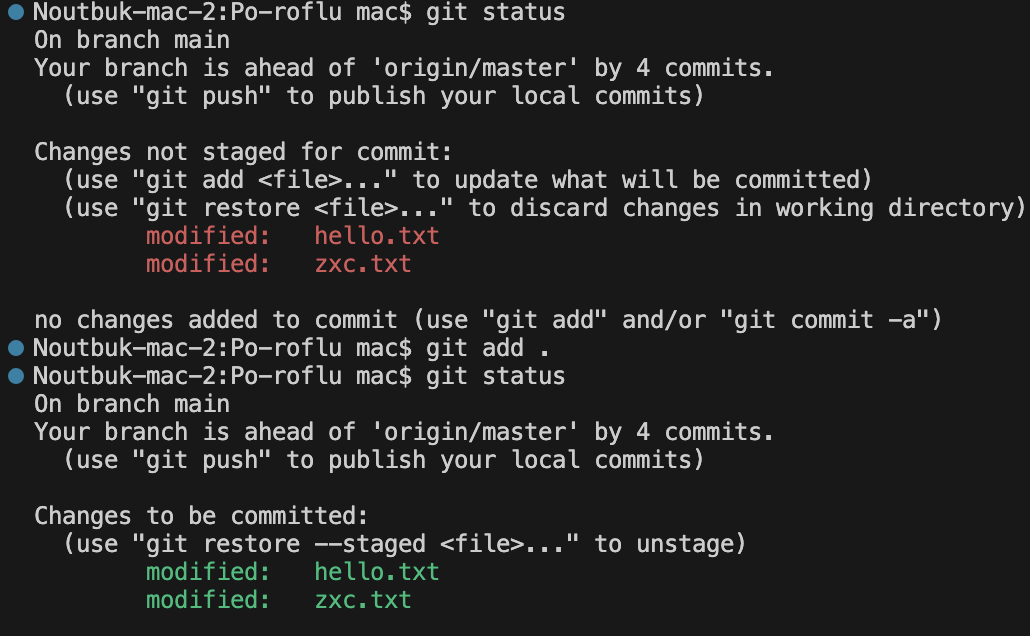 Noutbuk-mac-2:Po-roflu mac$ git status
On branch main
Your branch is ahead of 'origin/master' by 4 commits.
  (use "git push" to publish your local commits)

Changes not staged for commit:
  (use "git add <file>..." to update what will be committed)
  (use "git restore <file>..." to discard changes in working directory)
        modified:   hello.txt
        modified:   zxc.txt

no changes added to commit (use "git add" and/or "git commit -a")
Noutbuk-mac-2:Po-roflu mac$ git add .
Noutbuk-mac-2:Po-roflu mac$ git status
On branch main
Your branch is ahead of 'origin/master' by 4 commits.
  (use "git push" to publish your local commits)

Changes to be committed:
  (use "git restore --staged <file>..." to unstage)
        modified:   hello.txt
        modified:   zxc.txt